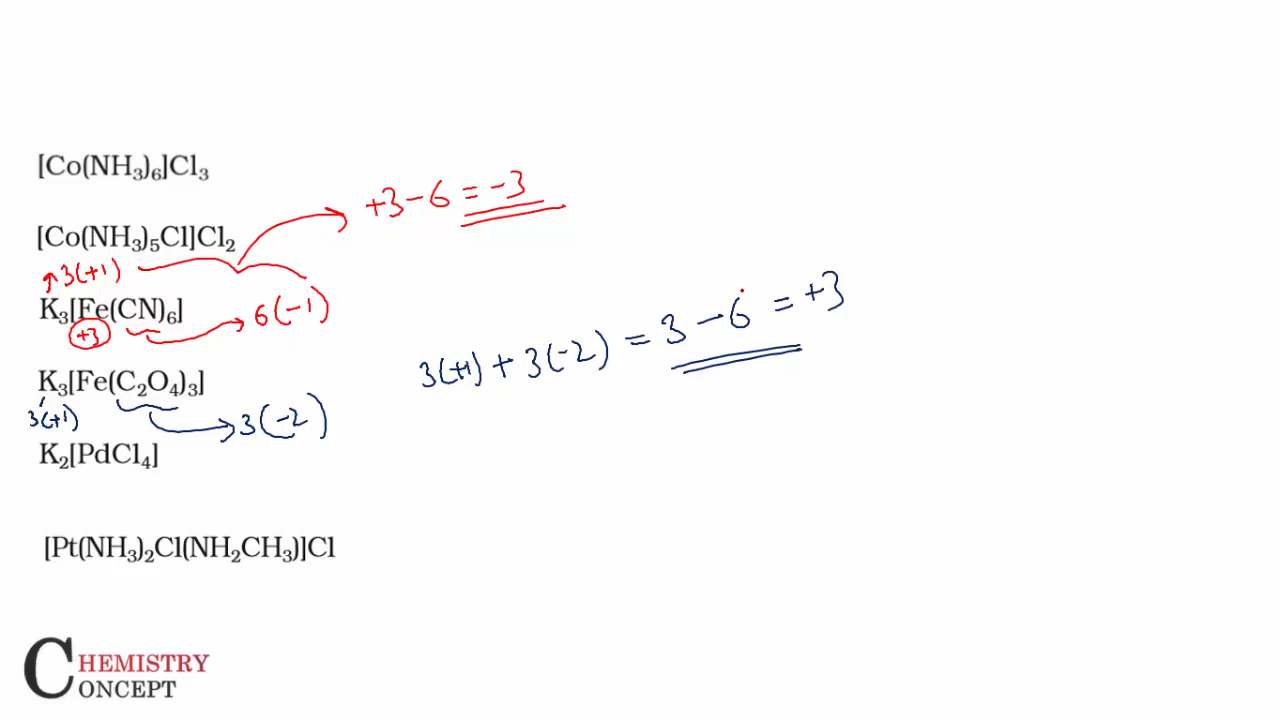 [Co(NH₃)₆]Cl₃
+3-6 = -3
[Co(NH₃)₅Cl]Cl₂
3(+1)
K₃[Fe(CN)₆]
6(-1)
+3
3(+1) + 3(-2) = 3 - 6 = +3
K₃[Fe(C₂O₄)₃]
3(+1)
3(-2)
K₂[PdCl₄]
[Pt(NH₃)₂Cl(NH₂CH₃)]Cl
CHEMISTRY
CONCEPT